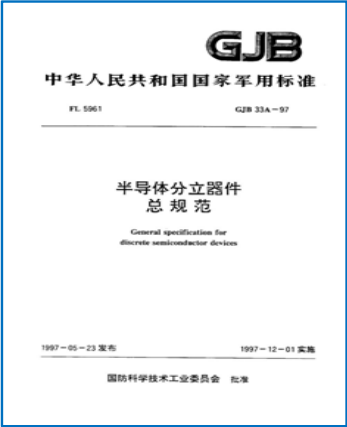 GJB
中华人民共和国国家军用标准
FL 5961 GJB 33A－97
半导体分立器件
总规范
General specification for
discrete semiconductor devices
1997－05－23 发布 1997－12－01 实施
国防科学技术工业委员会 批准